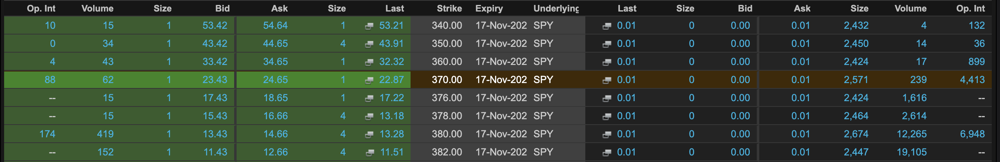 Op. Int Volume Size Bid Ask Size Last Strike Expiry Underlying Last Size Bid Ask Size Volume Op. Int
10 15 1 53.42 54.64 1 53.21 340.00 17-Nov-202 SPY 0.01 0 0.00 0.01 2,432 4 132
0 34 1 43.42 44.65 4 43.91 350.00 17-Nov-202 SPY 0.01 0 0.00 0.01 2,450 14 36
4 43 1 33.42 34.65 1 32.32 360.00 17-Nov-202 SPY 0.01 0 0.00 0.01 2,424 17 899
88 62 1 23.43 24.65 1 22.87 370.00 17-Nov-202 SPY 0.01 0 0.00 0.01 2,571 239 4,413
-- 15 1 17.43 18.65 1 17.22 376.00 17-Nov-202 SPY 0.01 0 0.00 0.01 2,424 1,616 --
-- 15 1 15.43 16.66 4 13.18 378.00 17-Nov-202 SPY 0.01 0 0.00 0.01 2,464 2,614 --
174 419 1 13.43 14.66 4 13.28 380.00 17-Nov-202 SPY 0.01 0 0.00 0.01 2,674 12,265 6,948
-- 152 1 11.43 12.66 4 11.51 382.00 17-Nov-202 SPY 0.01 0 0.00 0.01 2,447 19,105 --